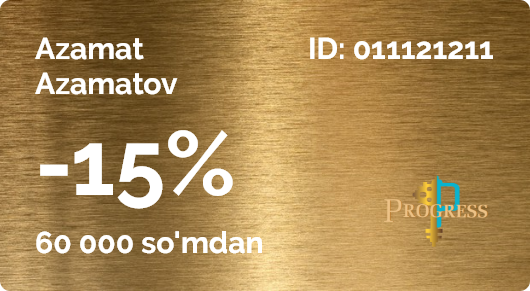 Azamat
Azamatov
ID: 011121211
-15%
60 000 so'mdan
PROGRESS